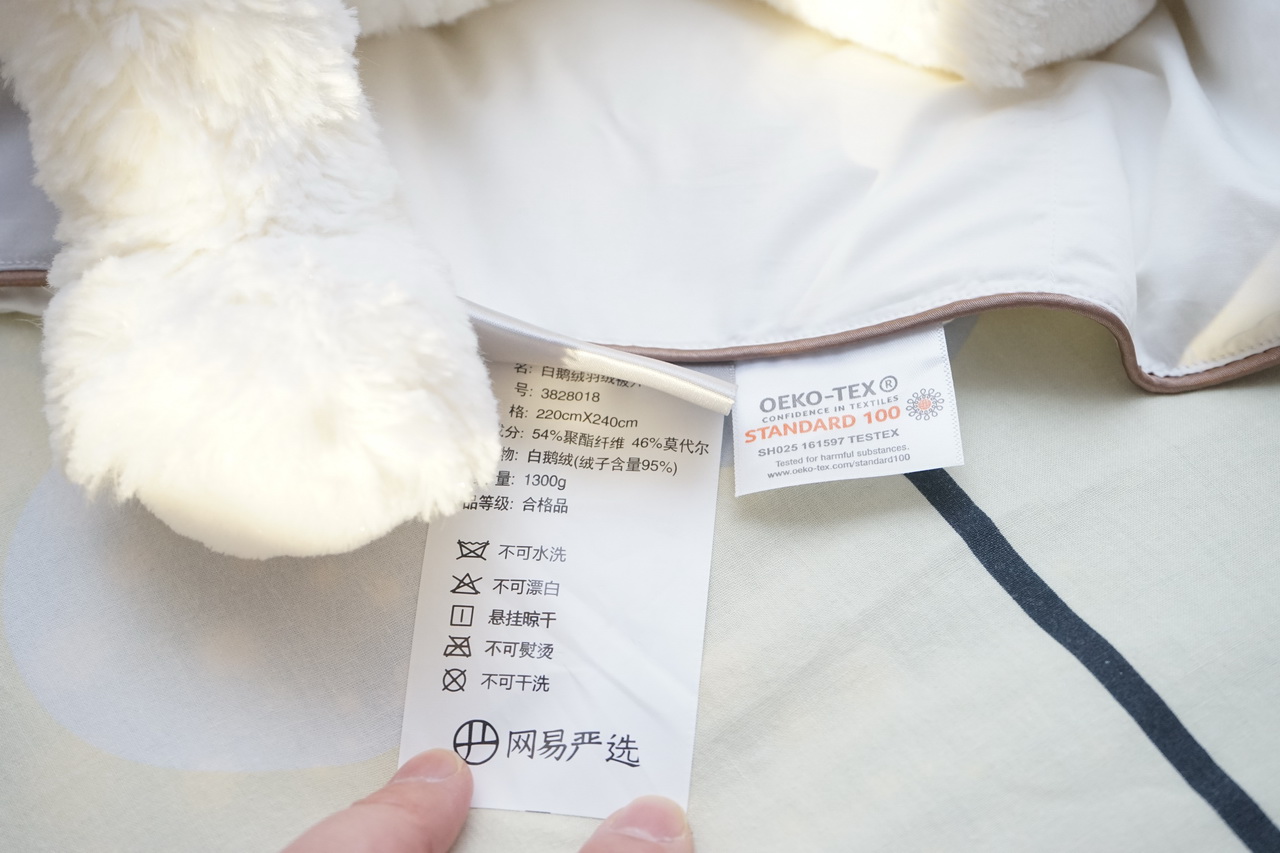 名: 白鹅绒羽绒被
号: 3828018
格: 220cmX240cm
成分: 54%聚酯纤维 46%莫代尔
物: 白鹅绒(绒子含量95%)
量: 1300g
品等级: 合格品
不可水洗
不可漂白
悬挂晾干
不可熨烫
不可干洗
网易严选
OEKO-TEX®
CONFIDENCE IN TEXTILES
STANDARD 100
SH025 161597 TESTEX
Tested for harmful substances.
www.oeko-tex.com/standard100